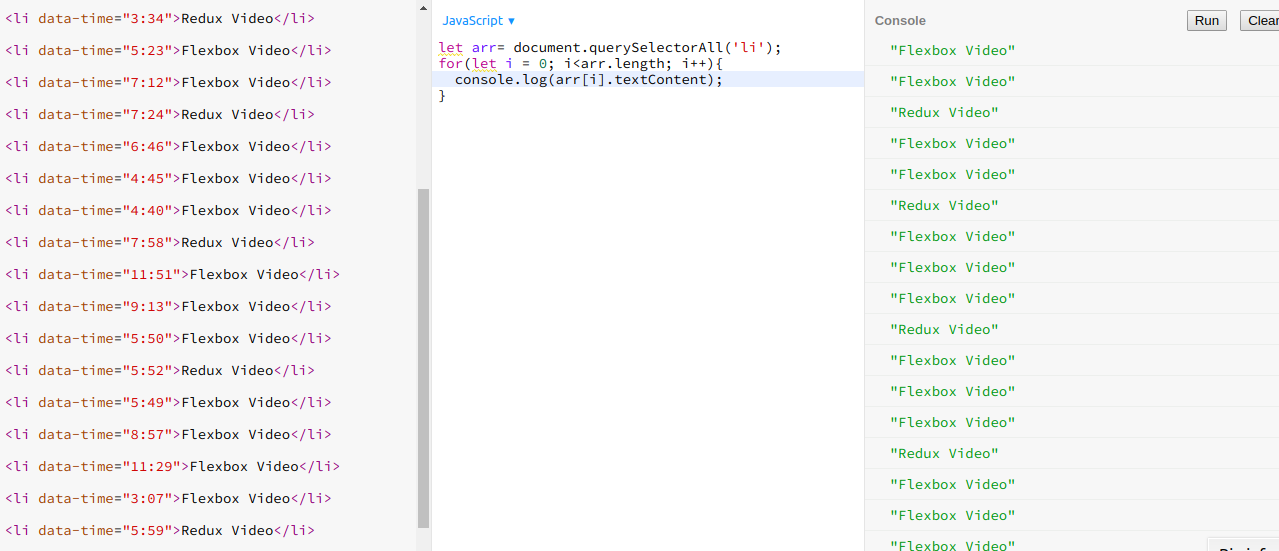 <li data-time="3:34">Redux Video</li>
<li data-time="5:23">Flexbox Video</li>
<li data-time="7:12">Flexbox Video</li>
<li data-time="7:24">Redux Video</li>
<li data-time="6:46">Flexbox Video</li>
<li data-time="4:45">Flexbox Video</li>
<li data-time="4:40">Flexbox Video</li>
<li data-time="7:58">Redux Video</li>
<li data-time="11:51">Flexbox Video</li>
<li data-time="9:13">Flexbox Video</li>
<li data-time="5:50">Flexbox Video</li>
<li data-time="5:52">Redux Video</li>
<li data-time="5:49">Flexbox Video</li>
<li data-time="8:57">Flexbox Video</li>
<li data-time="11:29">Flexbox Video</li>
<li data-time="3:07">Flexbox Video</li>
<li data-time="5:59">Redux Video</li>
JavaScript ▾
let arr= document.querySelectorAll('li');
for(let i = 0; i<arr.length; i++){
  console.log(arr[i].textContent);
}
Console Run Clear
"Flexbox Video"
"Flexbox Video"
"Redux Video"
"Flexbox Video"
"Flexbox Video"
"Redux Video"
"Flexbox Video"
"Flexbox Video"
"Flexbox Video"
"Redux Video"
"Flexbox Video"
"Flexbox Video"
"Flexbox Video"
"Redux Video"
"Flexbox Video"
"Flexbox Video"
"Flexbox Video"